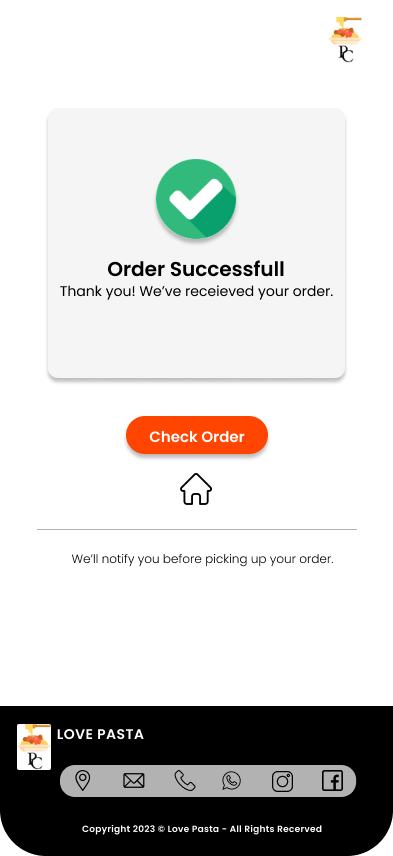 PC
Order Successfull
Thank you! We've receieved your order.
Check Order
We'll notify you before picking up your order.
PC
LOVE PASTA
Copyright 2023 © Love Pasta - All Rights Recerved